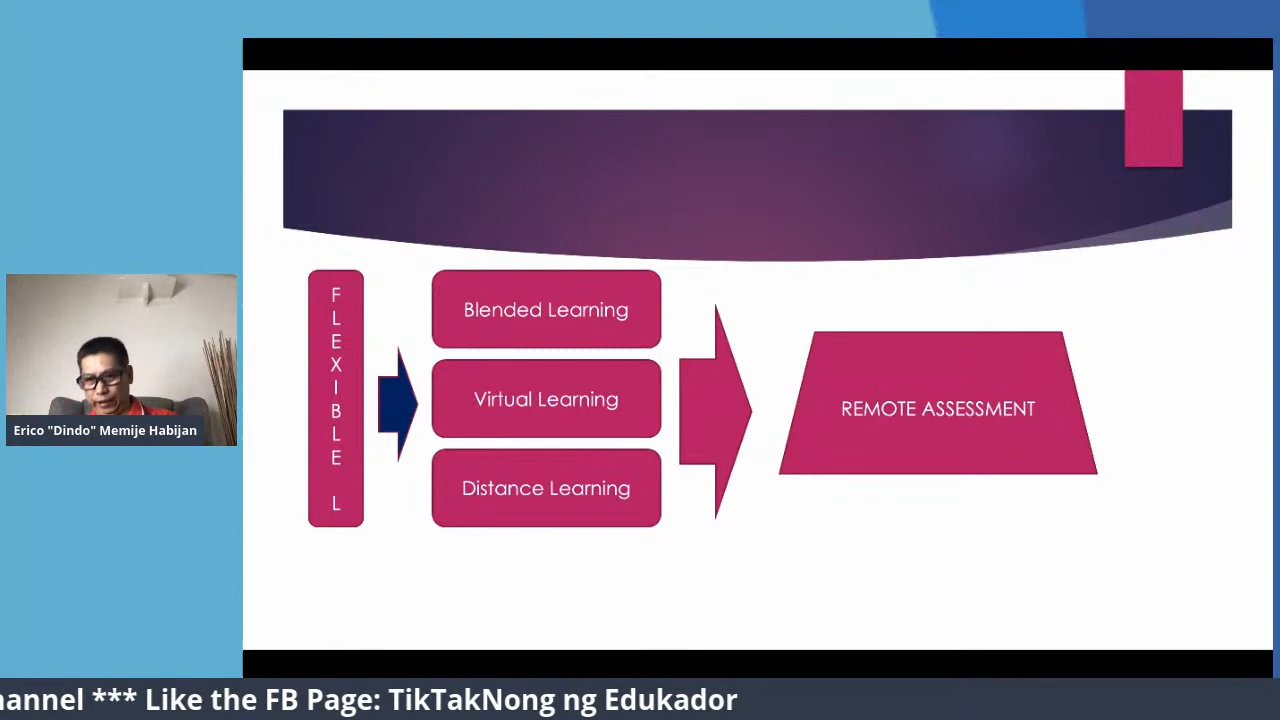 F
L
E
X
I
B
L
E
L
Blended Learning
Virtual Learning
Distance Learning
REMOTE ASSESSMENT
Erico "Dindo" Memije Habijan
hannel *** Like the FB Page: TikTakNong ng Edukador